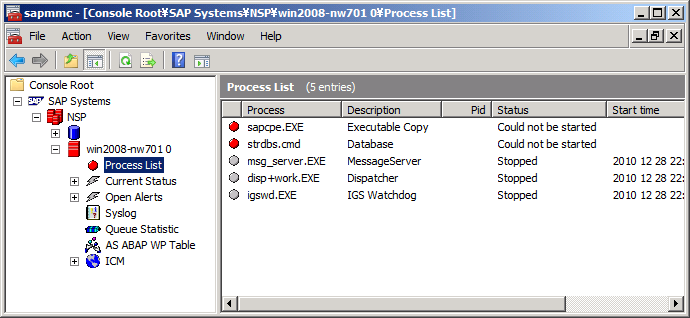 sapmmc - [Console Root¥SAP Systems¥NSP¥win2008-nw701 0¥Process List]
File Action View Favorites Window Help
Console Root
SAP SAP Systems
NSP
win2008-nw701 0
Process List
Current Status
Open Alerts
Syslog
Queue Statistic
AS ABAP WP Table
ICM
Process List (5 entries)
Process Description Pid Status Start time
sapcpe.EXE Executable Copy Could not be started
strdbs.cmd Database Could not be started
msg_server.EXE MessageServer Stopped 2010 12 28 22:
disp+work.EXE Dispatcher Stopped 2010 12 28 22:
igswd.EXE IGS Watchdog Stopped 2010 12 28 22: